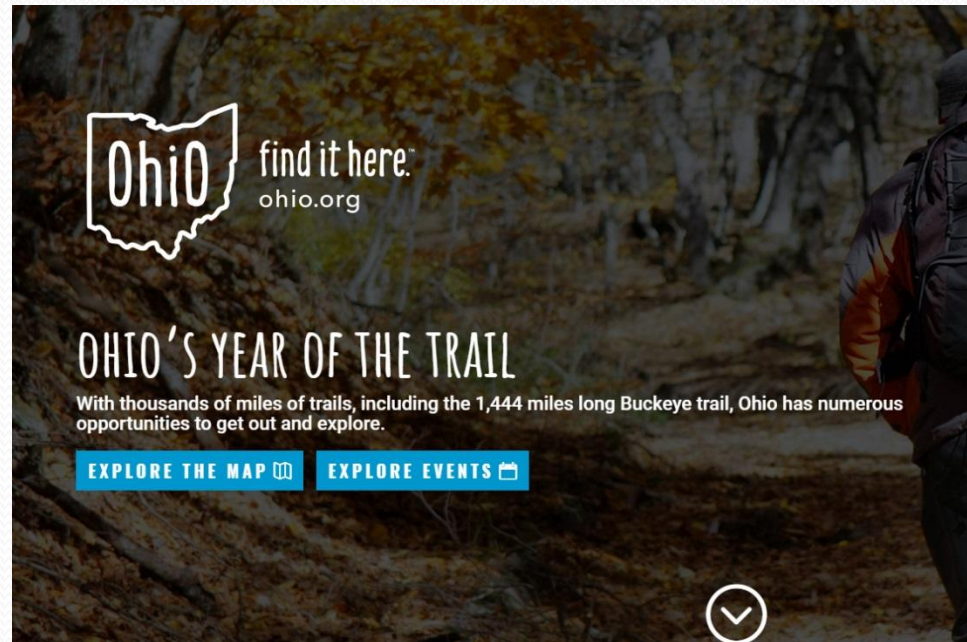 OhiO
find it here.™
ohio.org
OHIO'S YEAR OF THE TRAIL
With thousands of miles of trails, including the 1,444 miles long Buckeye trail, Ohio has numerous
opportunities to get out and explore.
EXPLORE THE MAP
EXPLORE EVENTS